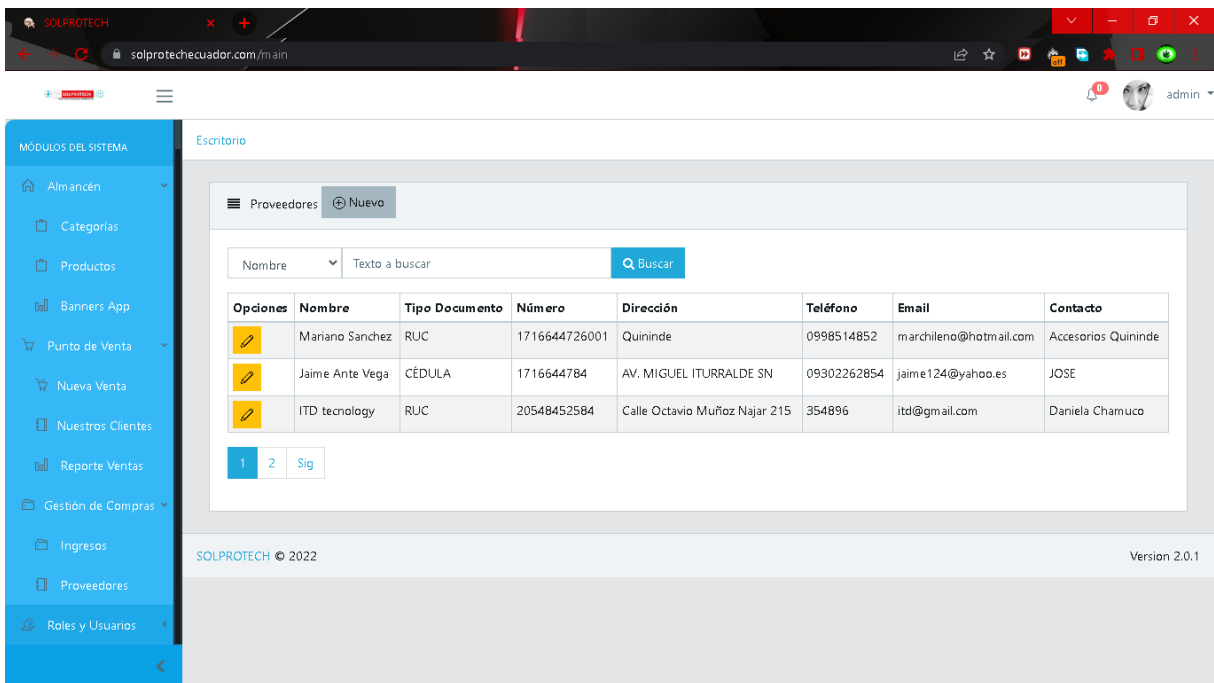 SOLPROTECH
solprotechecuador.com/main
off
SOLPROTECH
0
admin
MÓDULOS DEL SISTEMA
Escritorio
Almancén
Categorías
Productos
Banners App
Punto de Venta
Nueva Venta
Nuestros Clientes
Reporte Ventas
Gestión de Compras
Ingresos
Proveedores
Roles y Usuarios
Proveedores Nuevo
Nombre Texto a buscar Buscar
Opciones Nombre Tipo Documento Número Dirección Teléfono Email Contacto
Mariano Sanchez RUC 1716644726001 Quininde 0998514852 marchileno@hotmail.com Accesorios Quininde
Jaime Ante Vega CÉDULA 1716644784 AV. MIGUEL ITURRALDE SN 09302262854 jaime124@yahoo.es JOSE
ITD tecnology RUC 20548452584 Calle Octavio Muñoz Najar 215 354896 itd@gmail.com Daniela Chamuco
1 2 Sig
SOLPROTECH © 2022 Version 2.0.1